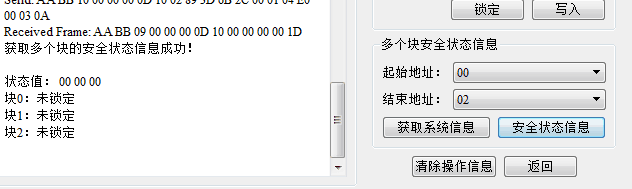 Send: AA BB 10 00 00 00 0D 10 02 89 5D 6B 2C 00 01 04 E0
00 03 0A
Received Frame: AA BB 09 00 00 00 0D 10 00 00 00 00 1D
获取多个块的安全状态信息成功！
状态值： 00 00 00
块0：未锁定
块1：未锁定
块2：未锁定
锁定
写入
多个块安全状态信息
起始地址：
00
结束地址：
02
获取系统信息
安全状态信息
清除操作信息
返回